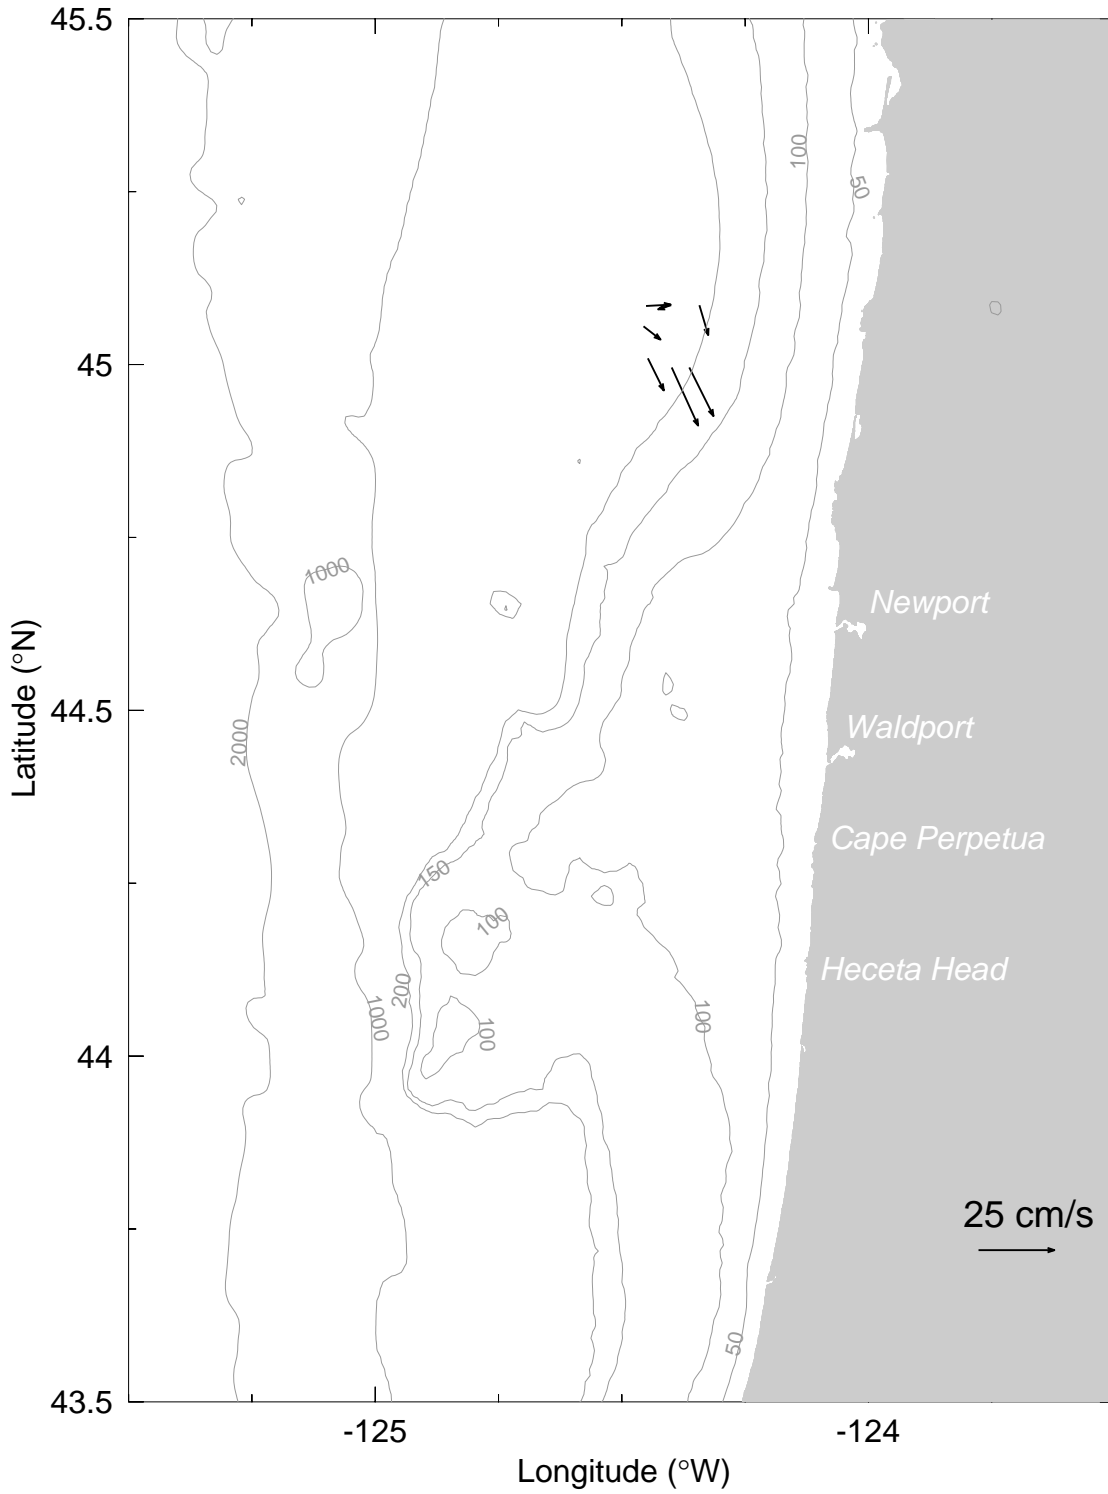 45.5
100
50
45
1000
Newport
44.5
2000
Waldport
Cape Perpetua
150
100
Heceta Head
200
1000
100
100
44
25 cm/s
50
43.5
-125
-124
Longitude (°W)
Latitude (°N)